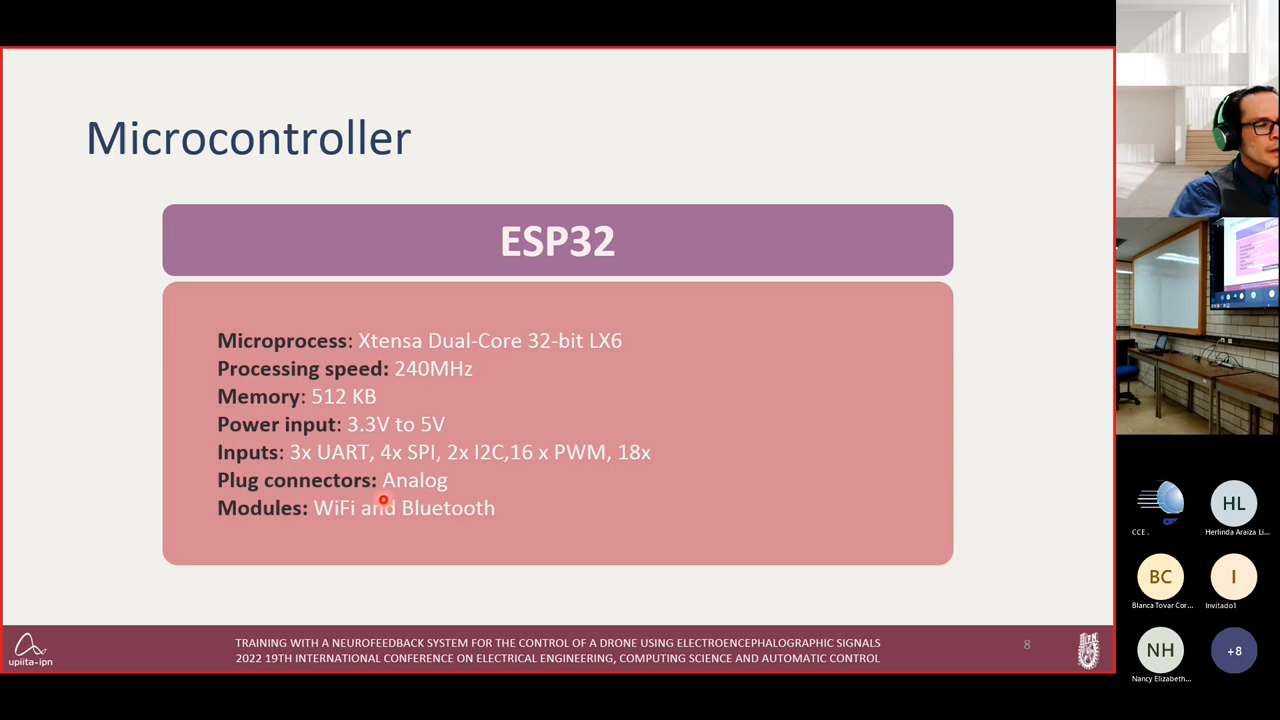 Microcontroller
ESP32
Microprocess: Xtensa Dual-Core 32-bit LX6
Processing speed: 240MHz
Memory: 512 KB
Power input: 3.3V to 5V
Inputs: 3x UART, 4x SPI, 2x I2C,16 x PWM, 18x
Plug connectors: Analog
Modules: WiFi and Bluetooth
upiita-ipn
TRAINING WITH A NEUROFEEDBACK SYSTEM FOR THE CONTROL OF A DRONE USING ELECTROENCEPHALOGRAPHIC SIGNALS
2022 19TH INTERNATIONAL CONFERENCE ON ELECTRICAL ENGINEERING, COMPUTING SCIENCE AND AUTOMATIC CONTROL
8
HL
CCE .
Herlinda Araiza Li...
BC
I
Blanca Tovar Cor...
Invitado1
NH
+8
Nancy Elizabeth...